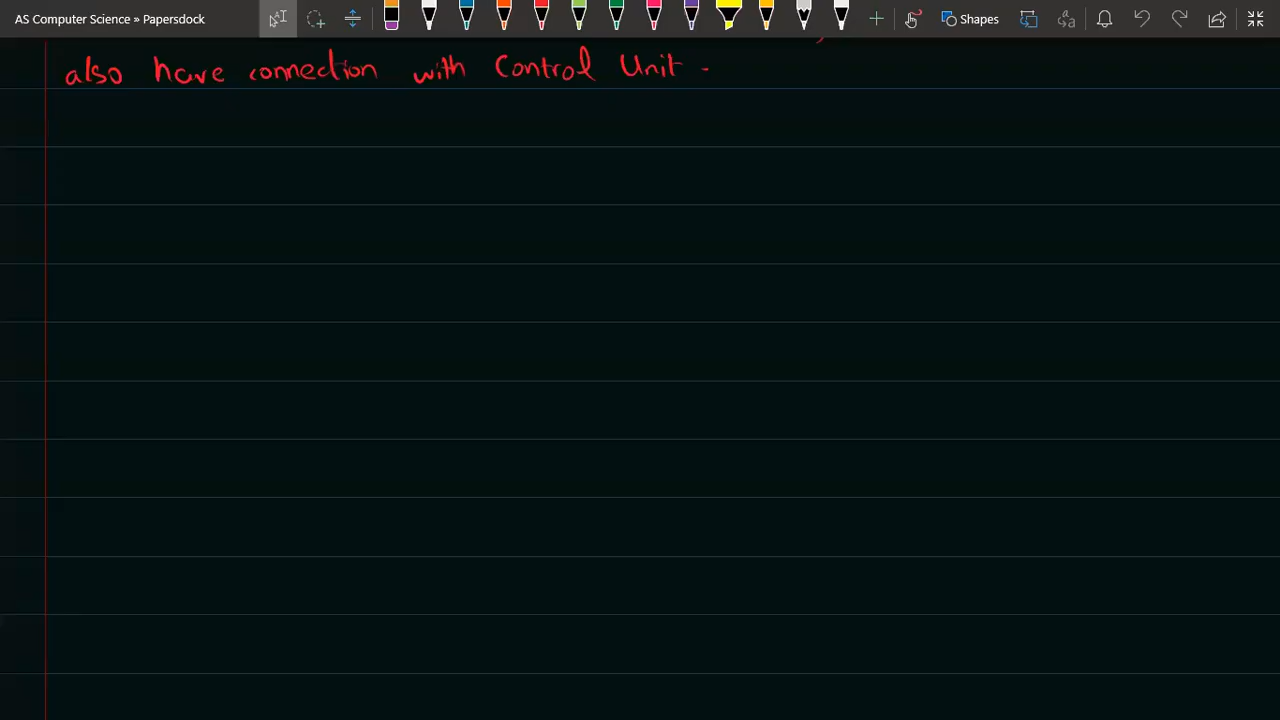 AS Computer Science » Papersdock
Shapes
also have connection with Control Unit -